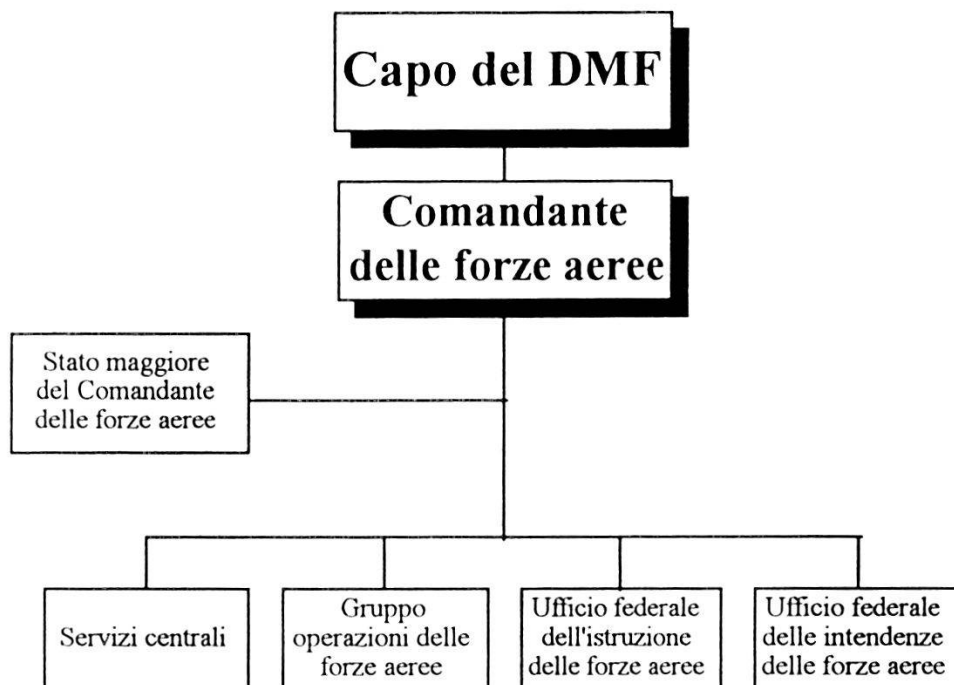 Capo del DMF
Comandante
delle forze aeree
Stato maggiore
del Comandante
delle forze aeree
Servizi centrali
Gruppo
operazioni delle
forze aeree
Ufficio federale
dell'istruzione
delle forze aeree
Ufficio federale
delle intendenze
delle forze aeree